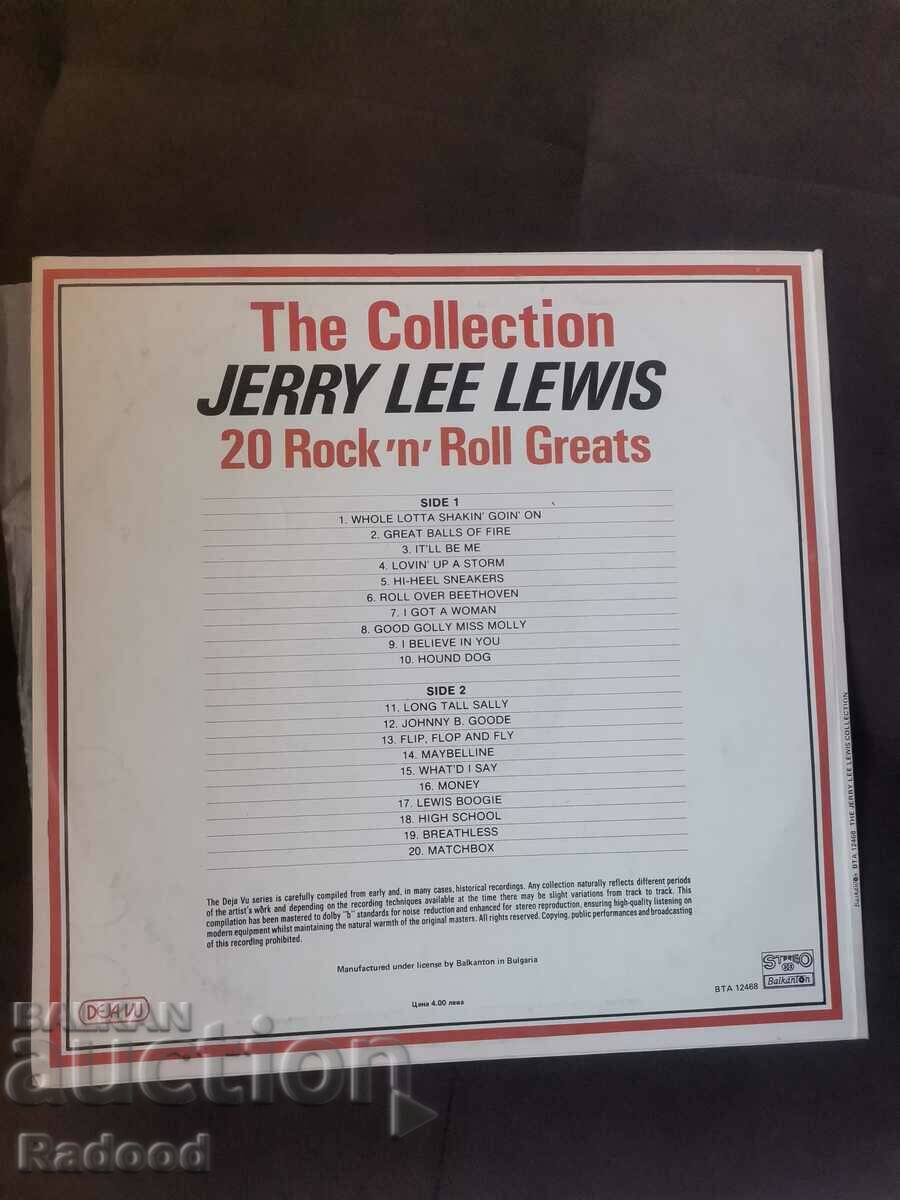 The Collection
JERRY LEE LEWIS
20 Rock 'n' Roll Greats
SIDE 1
1. WHOLE LOTTA SHAKIN' GOIN' ON
2. GREAT BALLS OF FIRE
3. IT'LL BE ME
4. LOVIN' UP A STORM
5. HI-HEEL SNEAKERS
6. ROLL OVER BEETHOVEN
7. I GOT A WOMAN
8. GOOD GOLLY MISS MOLLY
9. I BELIEVE IN YOU
10. HOUND DOG
SIDE 2
11. LONG TALL SALLY
12. JOHNNY B. GOODE
13. FLIP, FLOP AND FLY
14. MAYBELLINE
15. WHAT'D I SAY
16. MONEY
17. LEWIS BOOGIE
18. HIGH SCHOOL
19. BREATHLESS
20. MATCHBOX
The Deja Vu series is carefully compiled from early and, in many cases, historical recordings. Any collection naturally reflects different periods
of the artist's work and depending on the recording techniques available at the time there may be slight variations from track to track. This
compilation has been mastered to dolby "b" standards for noise reduction and enhanced for stereo reproduction, ensuring high-quality listening on
modern equipment whilst maintaining the natural warmth of the original masters. All rights reserved. Copying, public performances and broadcasting
of this recording prohibited.
Manufactured under license by Balkanton in Bulgaria
Цена 4.00 лева
BTA 12468
STEREO
Balkanton
DEJA VU
Balkanton BTA 12468 THE JERRY LEE LEWIS COLLECTION
BALKAN
auction
Radood